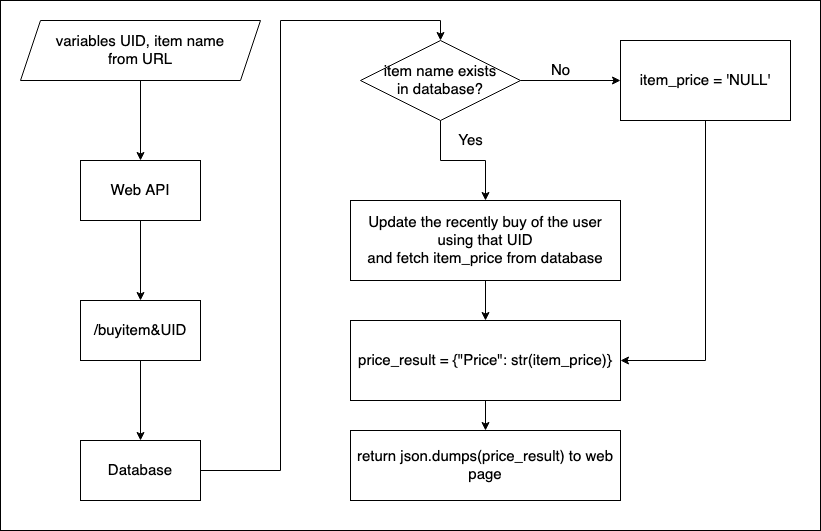 variables UID, item name
from URL
Web API
/buyitem&UID
Database
item name exists
in database?
No
item_price = 'NULL'
Yes
Update the recently buy of the user
using that UID
and fetch item_price from database
price_result = {"Price": str(item_price)}
return json.dumps(price_result) to web
page